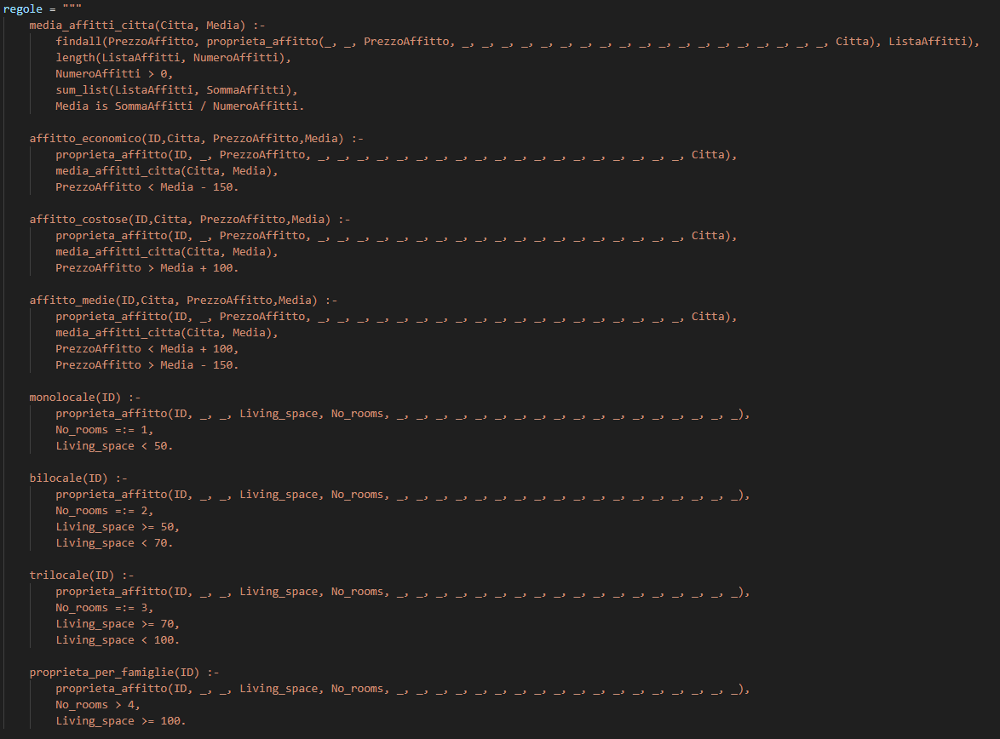 regole = """
media_affitti_citta(Citta, Media) :-
findall(PrezzoAffitto, proprieta_affitto(_, _, PrezzoAffitto, _, _, _, _, _, _, _, _, _, _, _, _, _, _, _, _, _, _, _, Citta), ListaAffitti),
length(ListaAffitti, NumeroAffitti),
NumeroAffitti > 0,
sum_list(ListaAffitti, SommaAffitti),
Media is SommaAffitti / NumeroAffitti.
affitto_economico(ID,Citta, PrezzoAffitto,Media) :-
proprieta_affitto(ID, _, PrezzoAffitto, _, _, _, _, _, _, _, _, _, _, _, _, _, _, _, _, _, _, _, Citta),
media_affitti_citta(Citta, Media),
PrezzoAffitto < Media - 150.
affitto_costose(ID,Citta, PrezzoAffitto,Media) :-
proprieta_affitto(ID, _, PrezzoAffitto, _, _, _, _, _, _, _, _, _, _, _, _, _, _, _, _, _, _, _, Citta),
media_affitti_citta(Citta, Media),
PrezzoAffitto > Media + 100.
affitto_medie(ID,Citta, PrezzoAffitto,Media) :-
proprieta_affitto(ID, _, PrezzoAffitto, _, _, _, _, _, _, _, _, _, _, _, _, _, _, _, _, _, _, _, Citta),
media_affitti_citta(Citta, Media),
PrezzoAffitto < Media + 100,
PrezzoAffitto > Media - 150.
monolocale(ID) :-
proprieta_affitto(ID, _, _, Living_space, No_rooms, _, _, _, _, _, _, _, _, _, _, _, _, _, _, _, _, _, _),
No_rooms =:= 1,
Living_space < 50.
bilocale(ID) :-
proprieta_affitto(ID, _, _, Living_space, No_rooms, _, _, _, _, _, _, _, _, _, _, _, _, _, _, _, _, _, _),
No_rooms =:= 2,
Living_space >= 50,
Living_space < 70.
trilocale(ID) :-
proprieta_affitto(ID, _, _, Living_space, No_rooms, _, _, _, _, _, _, _, _, _, _, _, _, _, _, _, _, _, _),
No_rooms =:= 3,
Living_space >= 70,
Living_space < 100.
proprieta_per_famiglie(ID) :-
proprieta_affitto(ID, _, _, Living_space, No_rooms, _, _, _, _, _, _, _, _, _, _, _, _, _, _, _, _, _, _),
No_rooms > 4,
Living_space >= 100.